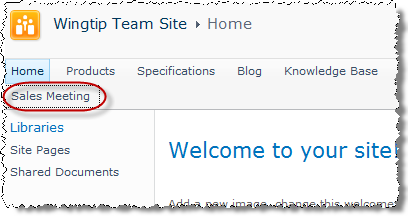 Wingtip Team Site ▸ Home
Home Products Specifications Blog Knowledge Base
Sales Meeting
Libraries
Site Pages
Shared Documents
Welcome to your site!
Add a new image, change this welcome